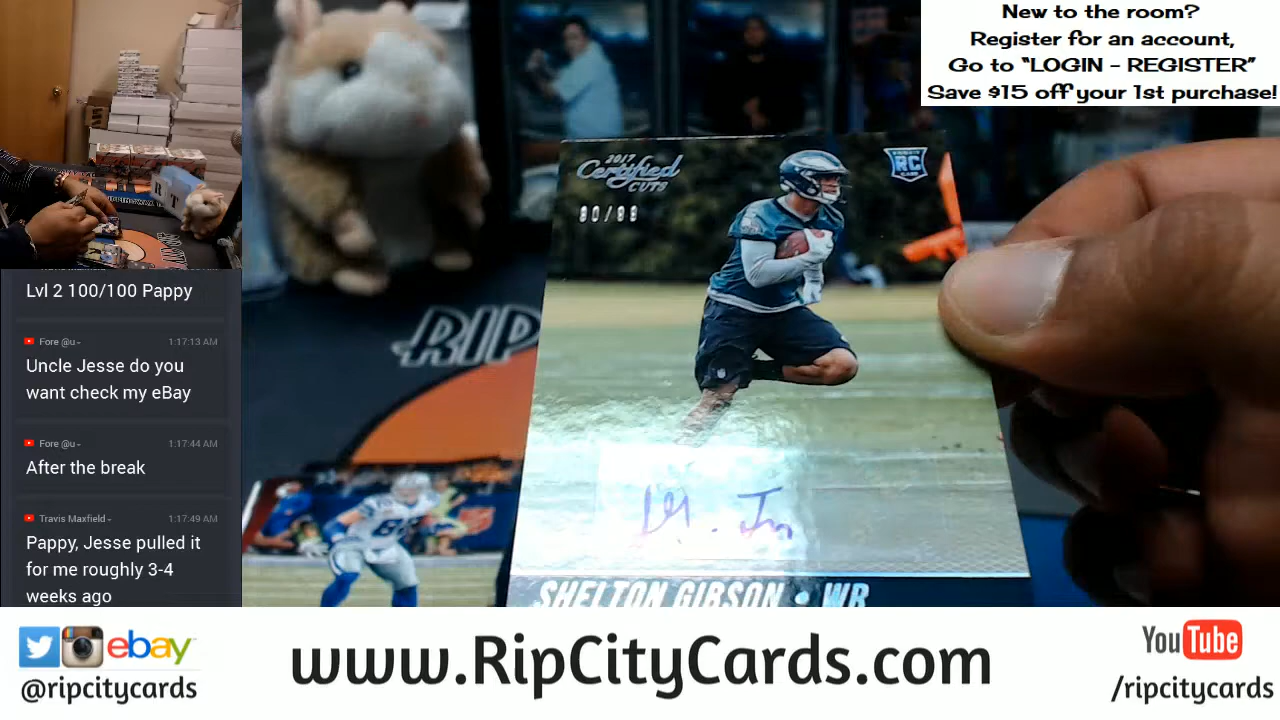 New to the room?
Register for an account,
Go to "LOGIN - REGISTER"
Save $15 off your 1st purchase!
Lvl 2 100/100 Pappy
Fore @u
1:17:13 AM
Uncle Jesse do you
want check my eBay
Fore @u
1:17:44 AM
After the break
Travis Maxfield
1:17:49 AM
Pappy, Jesse pulled it
for me roughly 3-4
weeks ago
RIP
2017
Certified
CUTS
80/99
RC
SHELTON GIBSON • WR
ebay
@ripcitycards
www.RipCityCards.com
YouTube
/ripcitycards